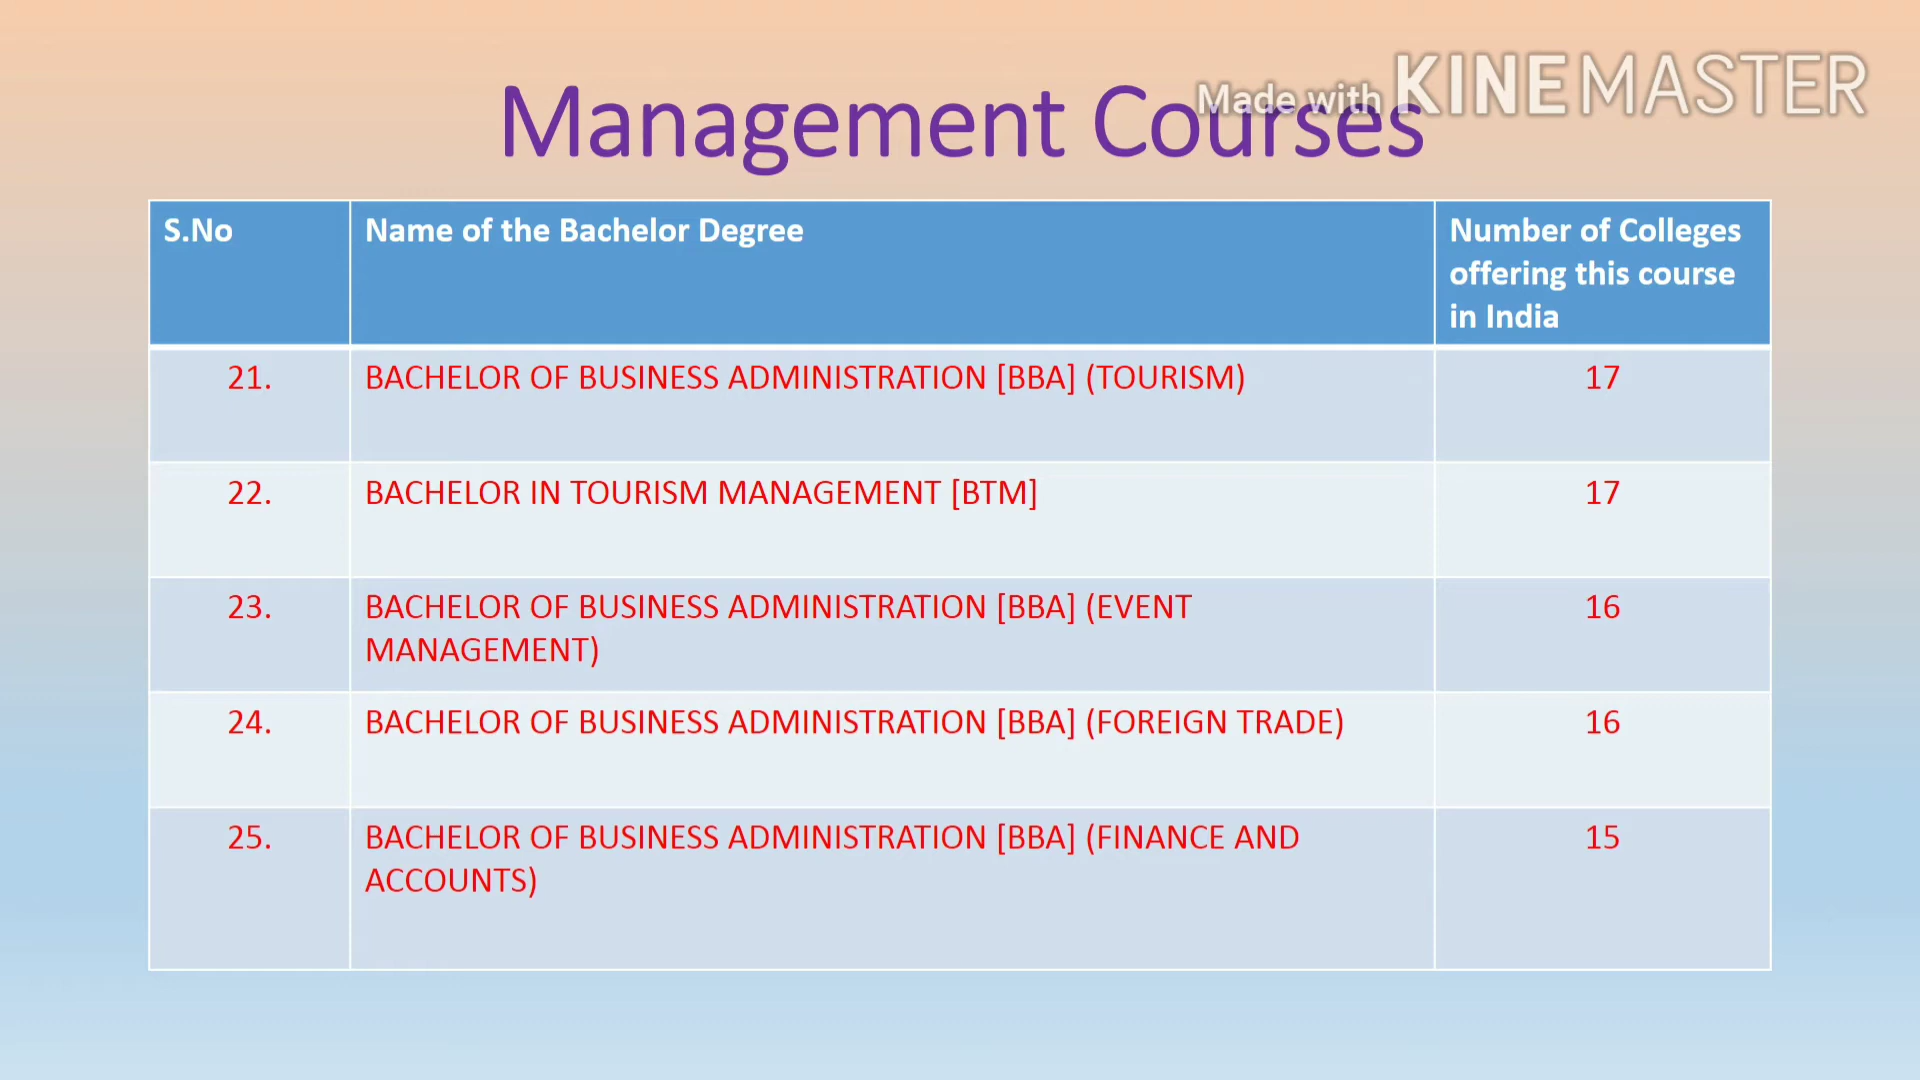 Made with KINEMASTER
Management Courses
S.No
Name of the Bachelor Degree
Number of Colleges
offering this course
in India
21.
BACHELOR OF BUSINESS ADMINISTRATION [BBA] (TOURISM)
17
22.
BACHELOR IN TOURISM MANAGEMENT [BTM]
17
23.
BACHELOR OF BUSINESS ADMINISTRATION [BBA] (EVENT
MANAGEMENT)
16
24.
BACHELOR OF BUSINESS ADMINISTRATION [BBA] (FOREIGN TRADE)
16
25.
BACHELOR OF BUSINESS ADMINISTRATION [BBA] (FINANCE AND
ACCOUNTS)
15